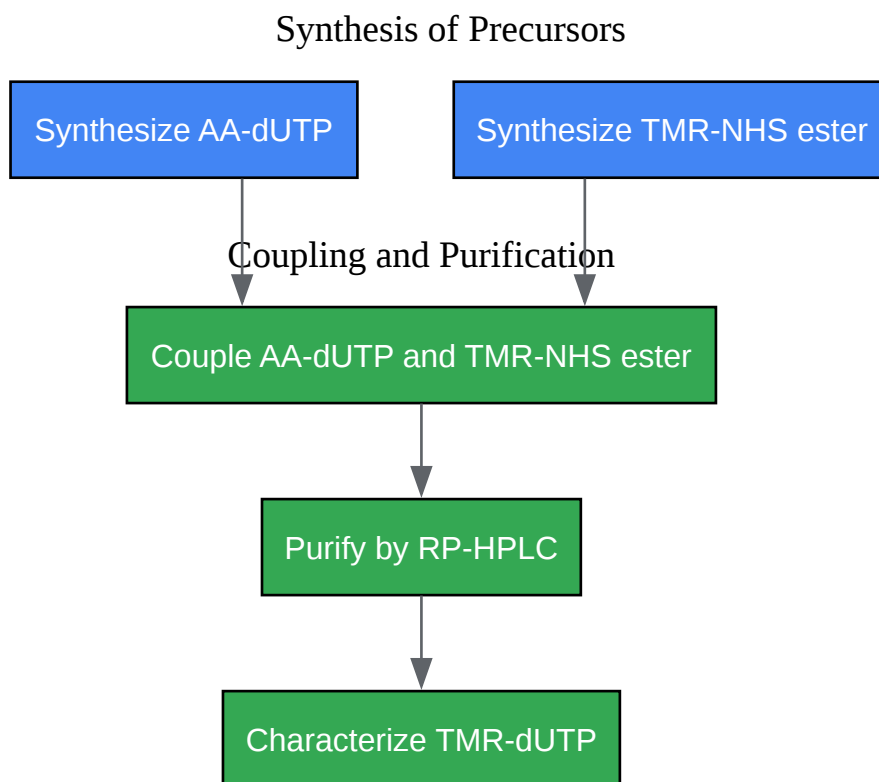 Synthesis of Precursors
Synthesize AA-dUTP
Synthesize TMR-NHS ester
Coupling and Purification
Couple AA-dUTP and TMR-NHS ester
Purify by RP-HPLC
Characterize TMR-dUTP